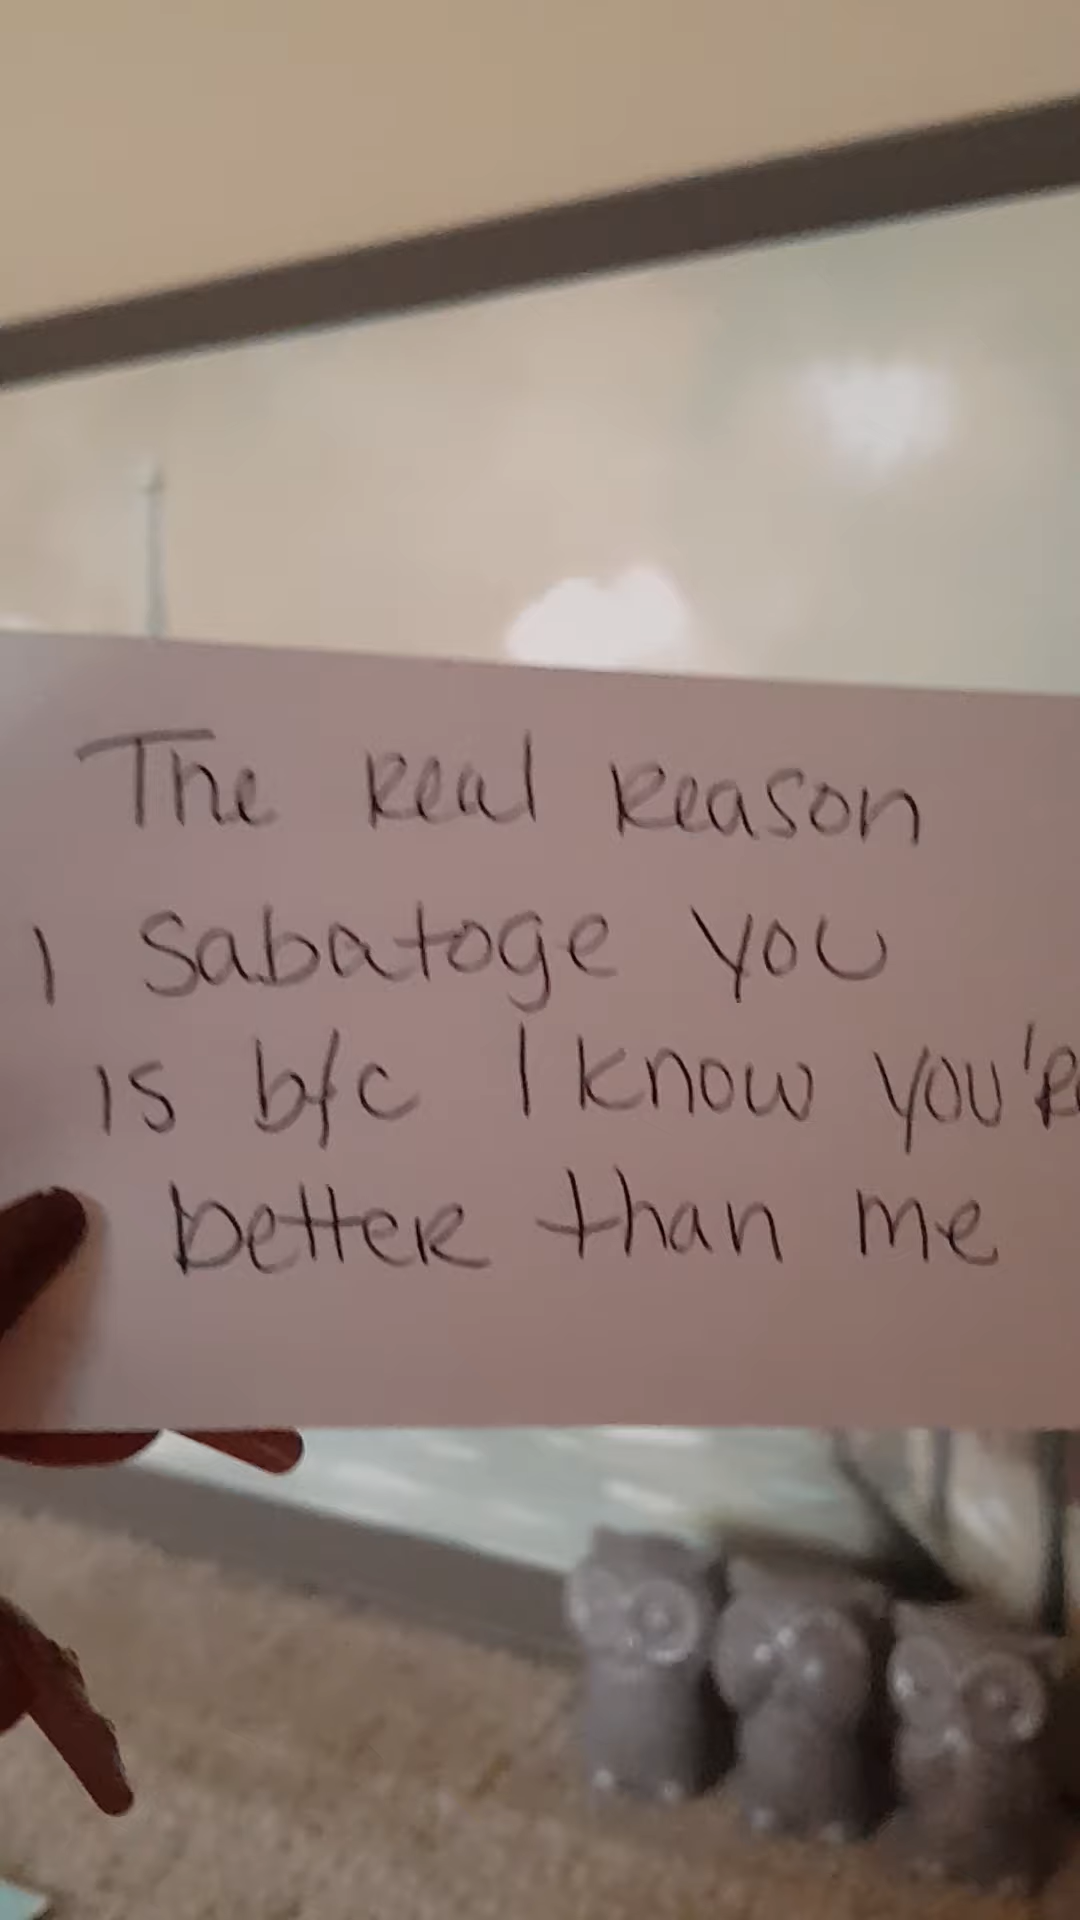 The Real Reason
I Sabatoge you
is b/c I know you're
better than me